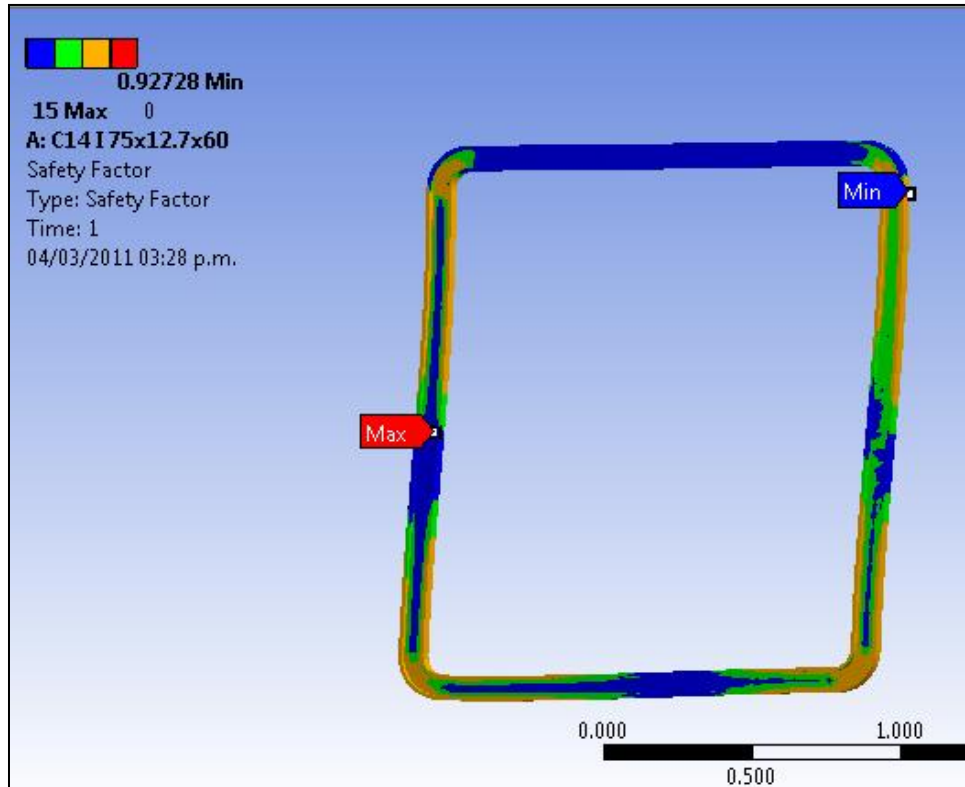 0.92728 Min
15 Max 0
A: C14 I 75x12.7x60
Safety Factor
Type: Safety Factor
Time: 1
04/03/2011 03:28 p.m.
Min
Max
0.000 1.000
0.500